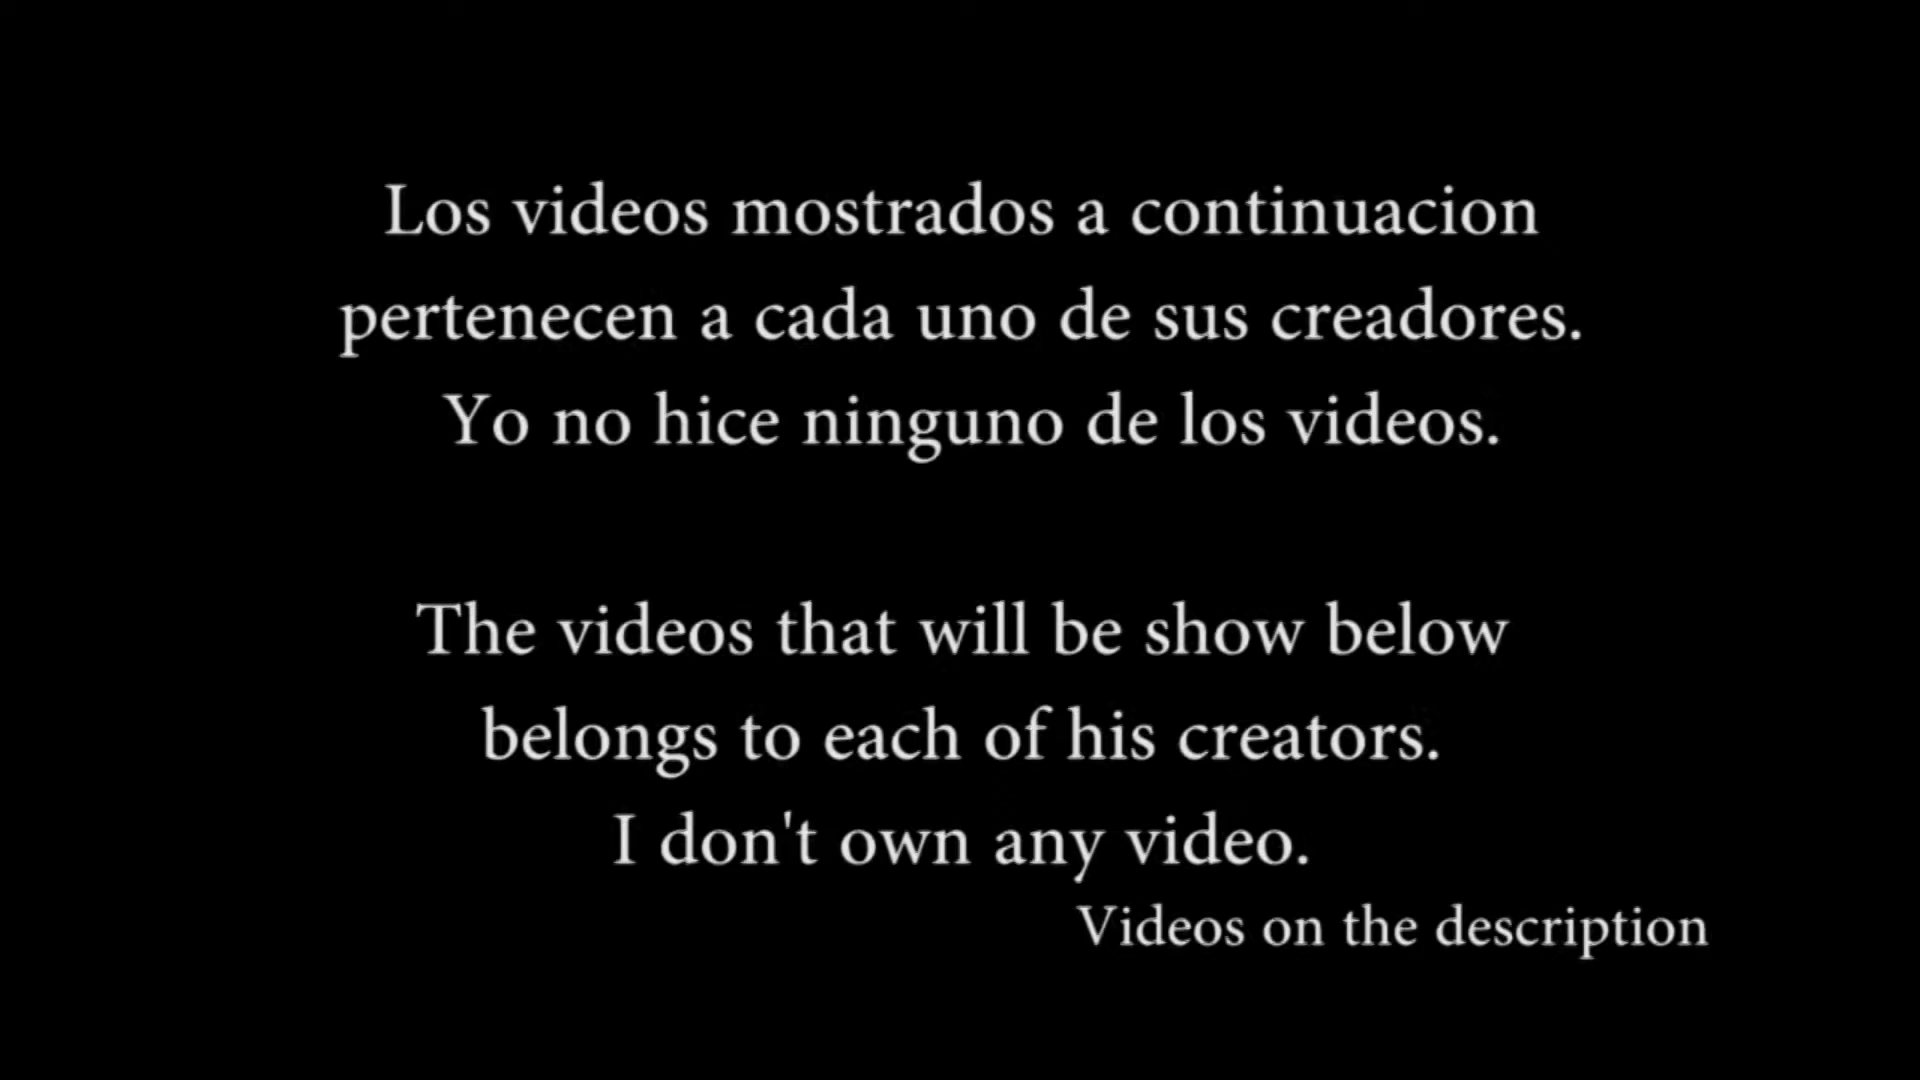 Los videos mostrados a continuacion
pertenecen a cada uno de sus creadores.
Yo no hice ninguno de los videos.
The videos that will be show below
belongs to each of his creators.
I don't own any video.
Videos on the description